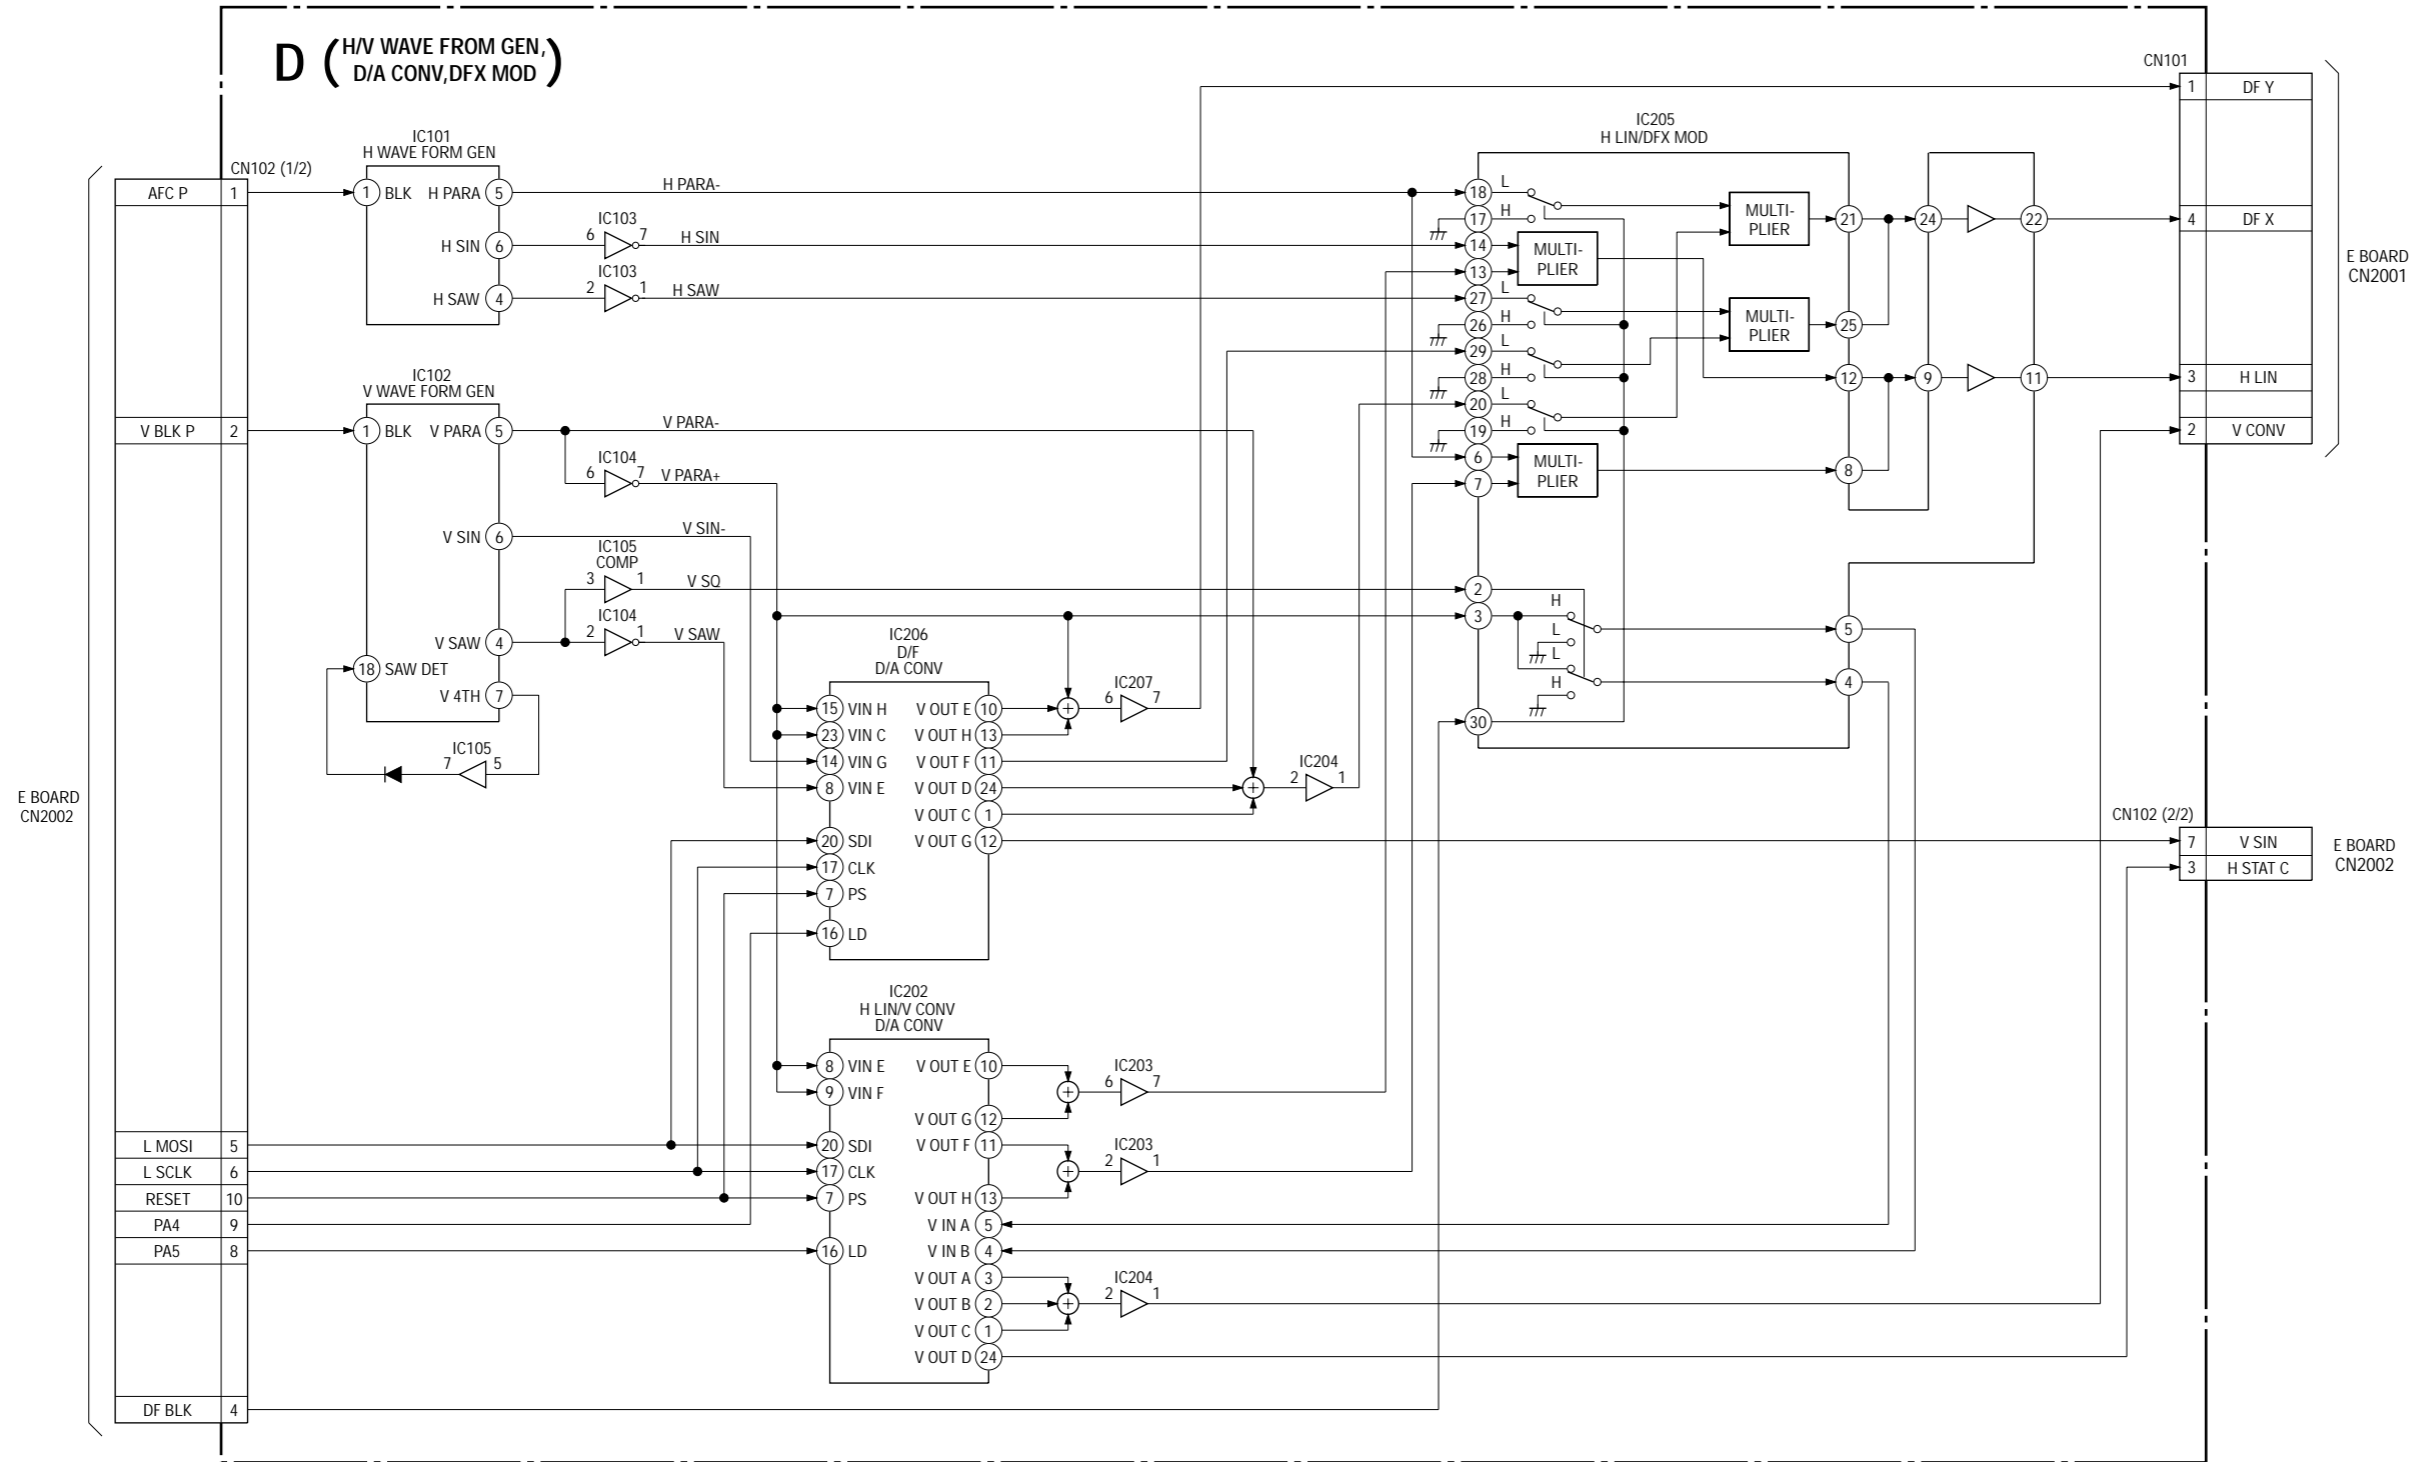 D ( H/V WAVE FROM GEN,
D/A CONV,DFX MOD )
E BOARD
CN2002
CN102 (1/2)
AFC P 1
V BLK P 2
L MOSI 5
L SCLK 6
RESET 10
PA4 9
PA5 8
DF BLK 4
IC101
H WAVE FORM GEN
1 BLK H PARA 5
H SIN 6
H SAW 4
H PARA-
IC103
6 7 H SIN
IC103
2 1 H SAW
IC102
V WAVE FORM GEN
1 BLK V PARA 5
V SIN 6
V SAW 4
18 SAW DET
V 4TH 7
V PARA-
IC104
6 7 V PARA+
V SIN-
IC105
COMP
3 1 V SQ
IC104
2 1 V SAW
IC105
7 5
IC206
D/F
D/A CONV
15 VIN H V OUT E 10
23 VIN C V OUT H 13
14 VIN G V OUT F 11
8 VIN E V OUT D 24
V OUT C 1
20 SDI V OUT G 12
17 CLK
7 PS
16 LD
IC207
6 7
IC204
2 1
IC202
H LIN/V CONV
D/A CONV
8 VIN E V OUT E 10
9 VIN F
V OUT G 12
20 SDI V OUT F 11
17 CLK
7 PS V OUT H 13
V IN A 5
16 LD V IN B 4
V OUT A 3
V OUT B 2
V OUT C 1
V OUT D 24
IC203
6 7
IC203
2 1
IC204
2 1
IC205
H LIN/DFX MOD
18 L
17 H
14
13
27 L
26 H
29 L
28 H
20 L
19 H
6
7
MULTI-
PLIER
MULTI-
PLIER
MULTI-
PLIER
MULTI-
PLIER
21 24 22
25
12 9 11
8
2
3 H
L
L
H
30
5
4
CN101
1 DF Y
4 DF X
3 H LIN
2 V CONV
E BOARD
CN2001
CN102 (2/2)
7 V SIN
3 H STAT C
E BOARD
CN2002